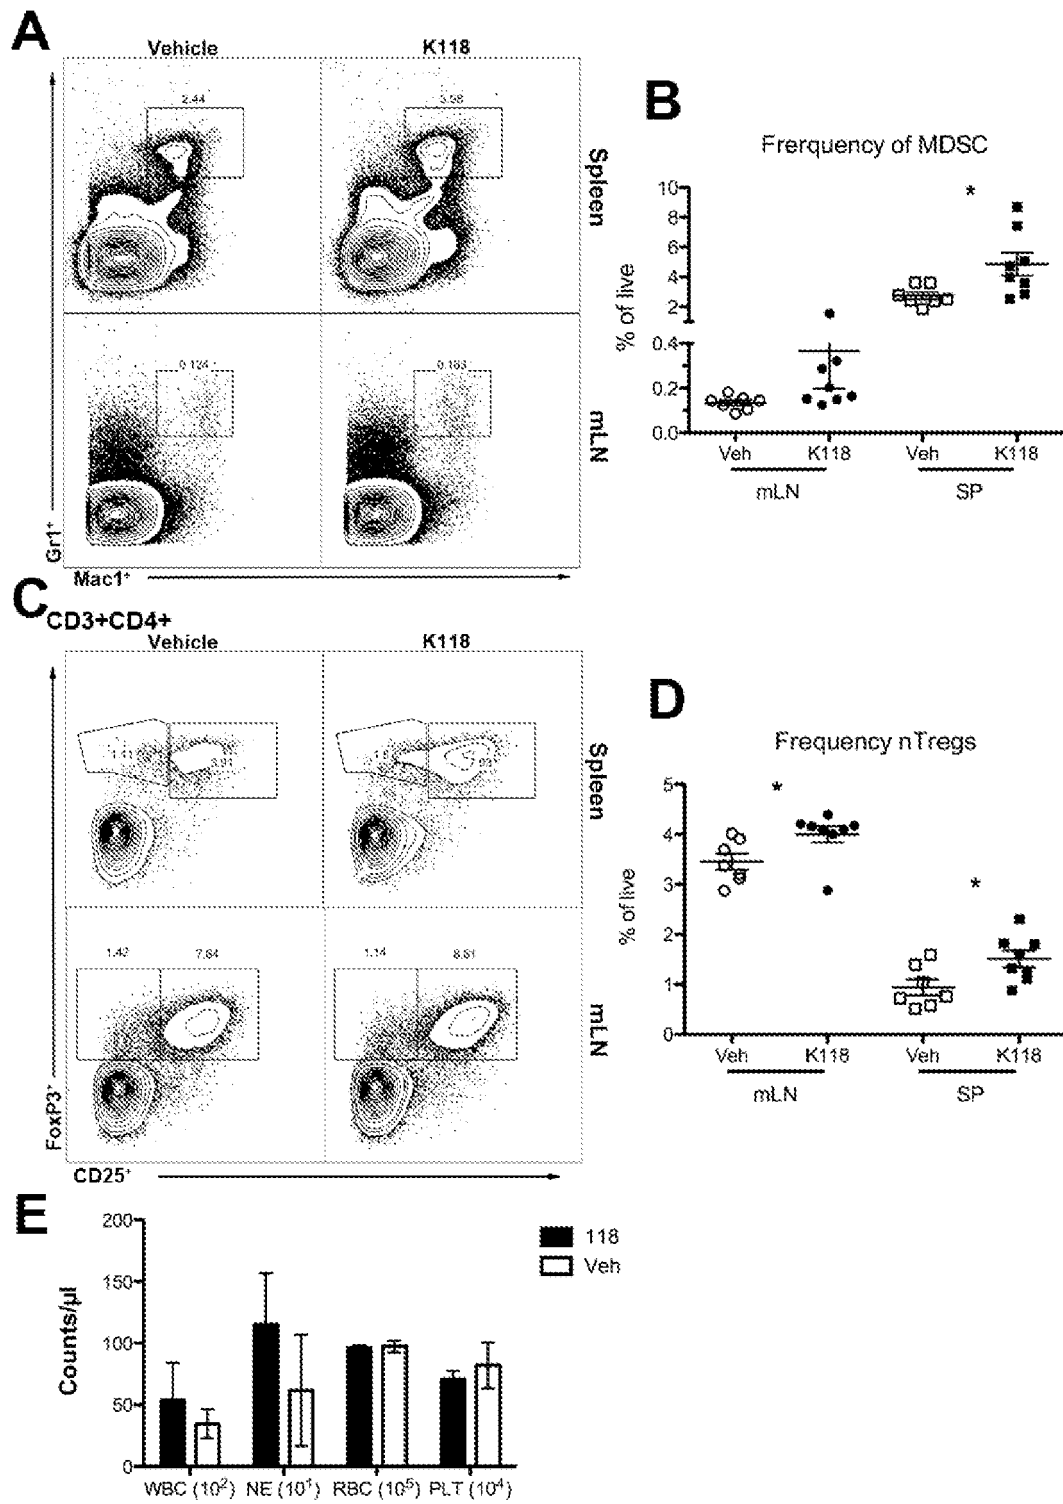 A
Vehicle
K118
2.44
Spleen
0.124
mLN
Gr1⁺
Mac1⁺
B
Frerquency of MDSC
% of live
10
8
6
4
2
0.4
0.2
0.0
*
Veh
K118
Veh
K118
mLN
SP
C
CD3+CD4+
Vehicle
K118
Spleen
1.42
7.84
1.14
8.81
mLN
FoxP3⁺
CD25⁺
D
Frequency nTregs
% of live
5
4
3
2
1
0
*
*
Veh
K118
Veh
K118
mLN
SP
E
Counts/µl
200
150
100
50
0
118
Veh
WBC (10²) NE (10¹) RBC (10⁵) PLT (10⁴)